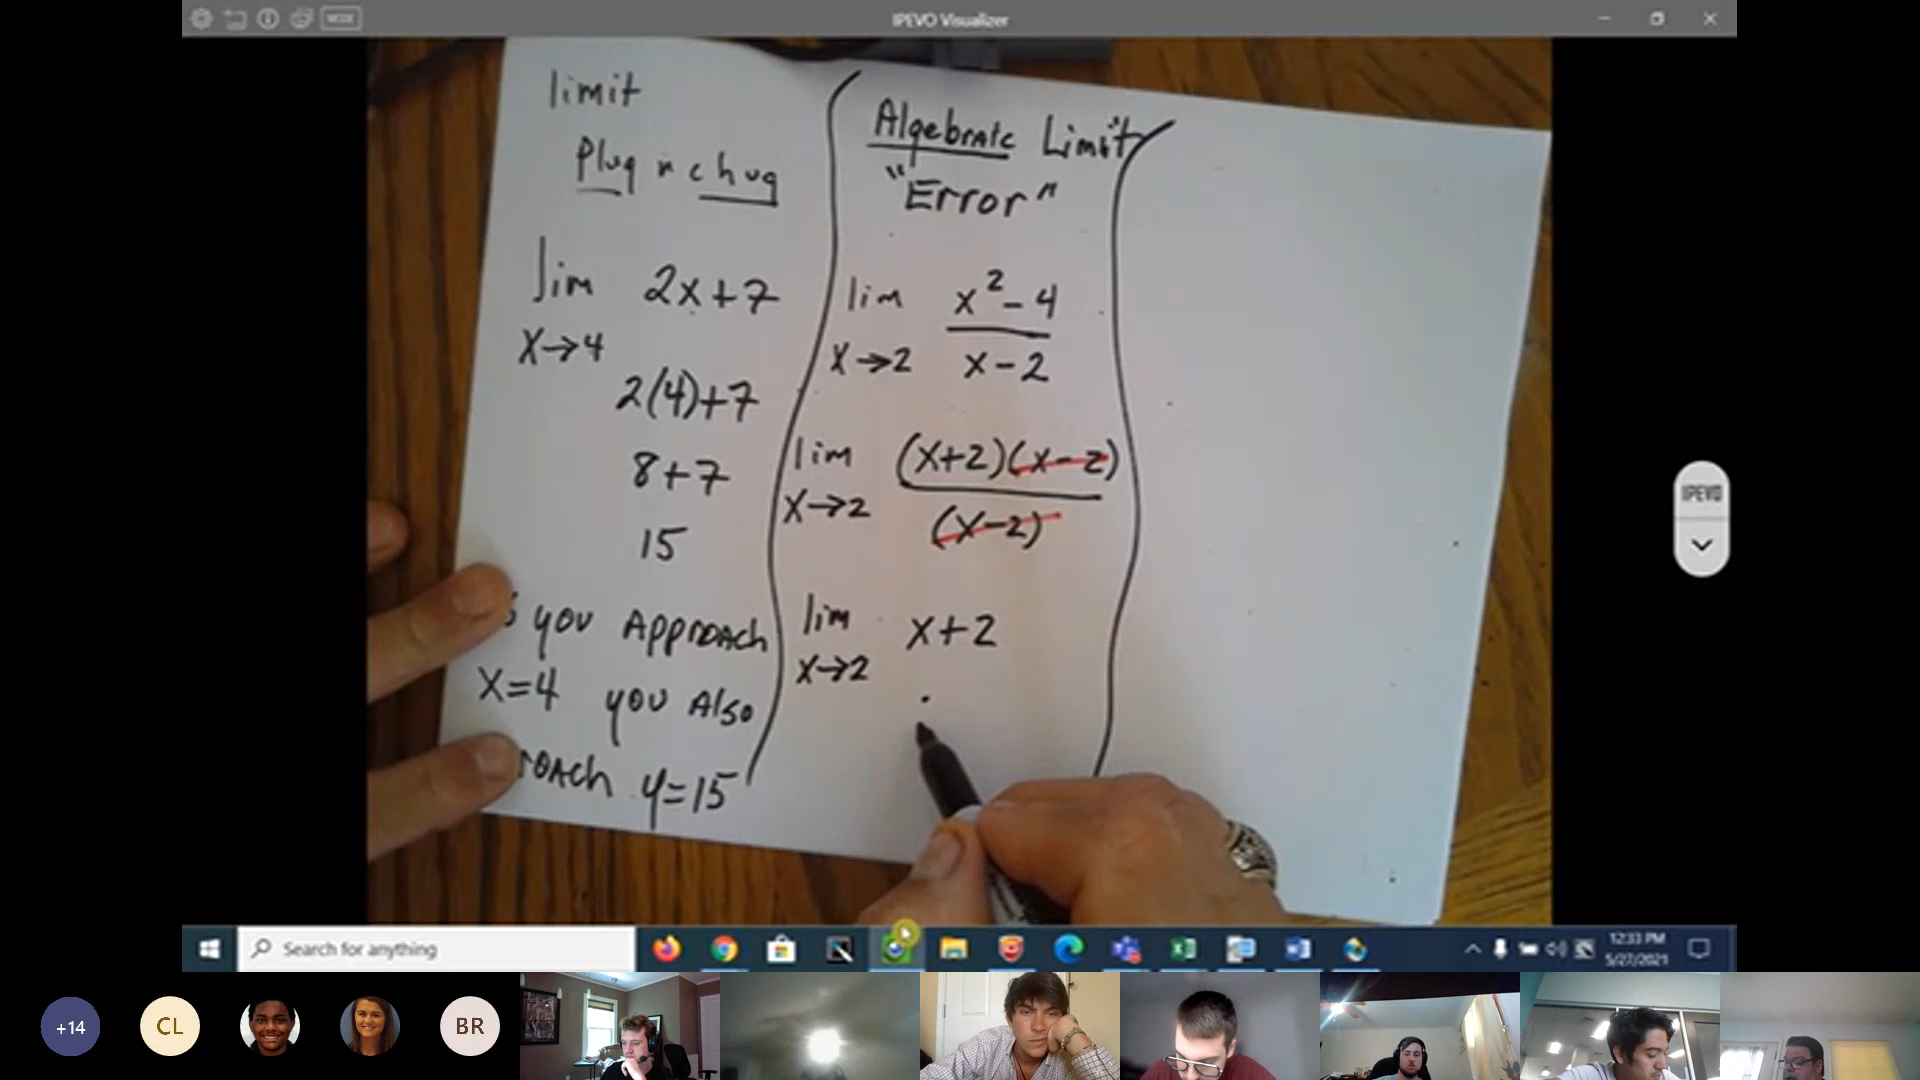 IPEVO Visualizer
MODE
limit
Plug n chug
lim 2x+7
x→4
2(4)+7
8+7
15
you Approach
x=4 you Also
y=15
Algebraic Limit
"Error"
lim x²-4
x→2 x-2
lim (x+2)(x-2)
x→2 (x-2)
lim x+2
x→2
IPEVO
Search for anything
12:33 PM
5/27/2021
+14
CL
BR